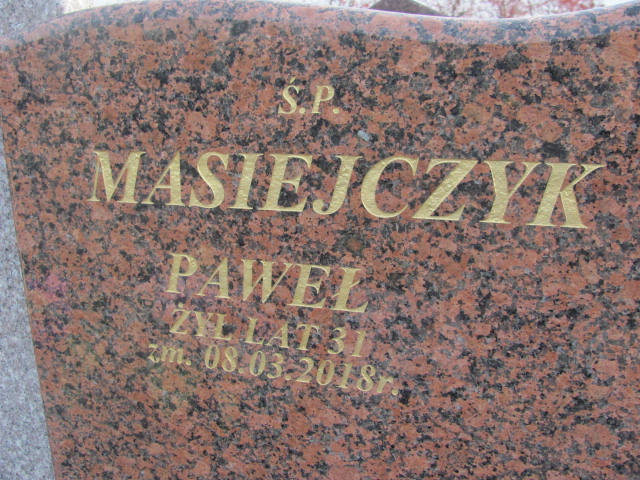 Ś.P.
MASIEJCZYK
PAWEŁ
ŻYŁ LAT 31
zm. 08.03.2018r.